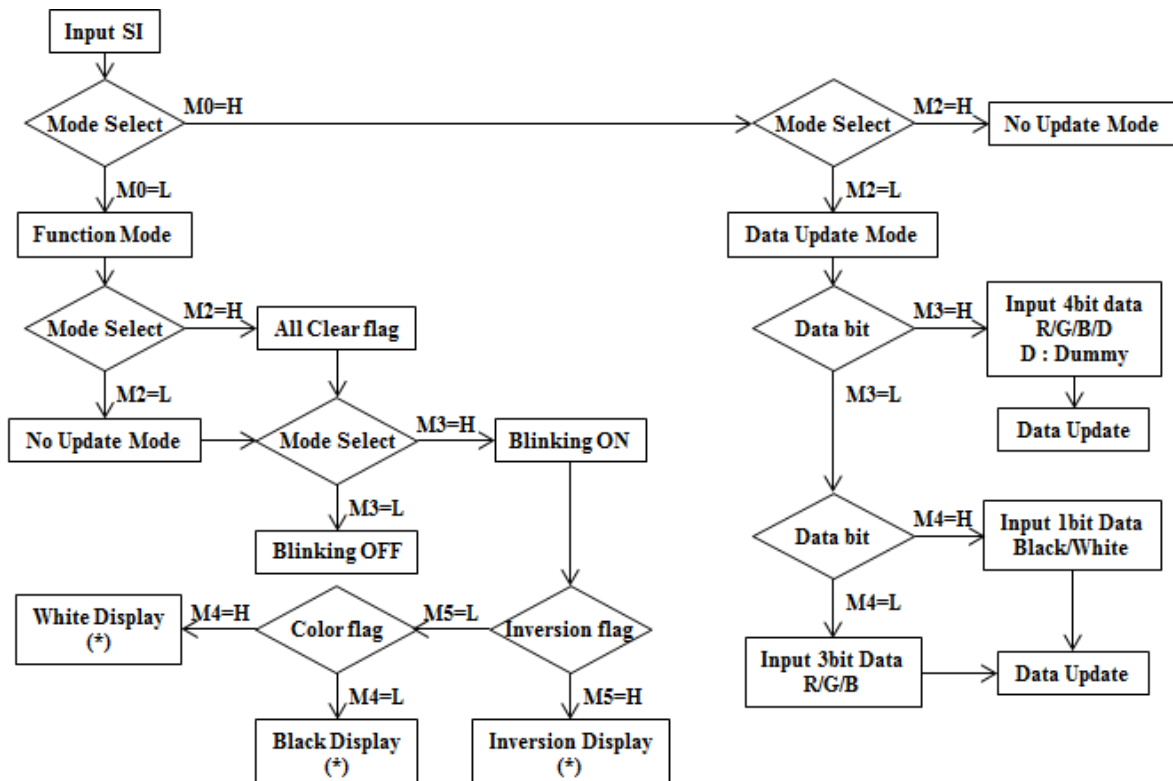 Input SI
Mode Select
M0=H
Mode Select
M2=H
No Update Mode
M0=L
M2=L
Function Mode
Data Update Mode
Mode Select
M2=H
All Clear flag
Data bit
M3=H
Input 4bit data
R/G/B/D
D : Dummy
M2=L
M3=L
No Update Mode
Mode Select
M3=H
Blinking ON
Data Update
M3=L
Blinking OFF
Data bit
M4=H
Input 1bit Data
Black/White
White Display
(*)
M4=H
Color flag
M5=L
Inversion flag
M4=L
Input 3bit Data
R/G/B
Data Update
M4=L
M5=H
Black Display
(*)
Inversion Display
(*)